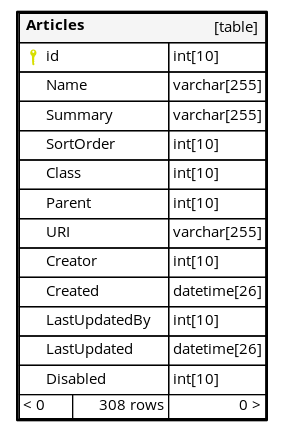 Articles [table]
id int[10]
Name varchar[255]
Summary varchar[255]
SortOrder int[10]
Class int[10]
Parent int[10]
URI varchar[255]
Creator int[10]
Created datetime[26]
LastUpdatedBy int[10]
LastUpdated datetime[26]
Disabled int[10]
< 0 308 rows 0 >